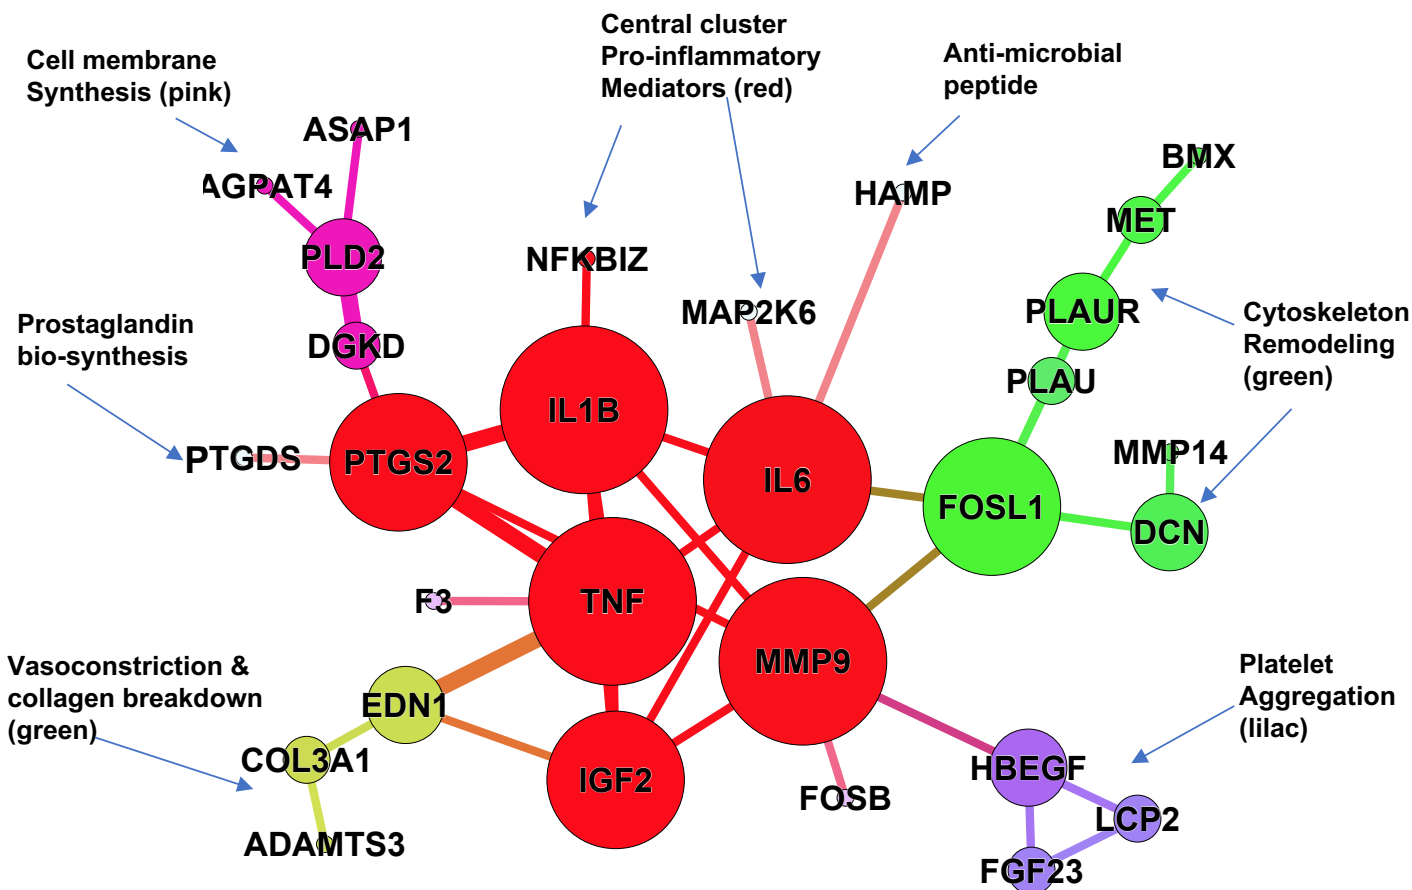 Central cluster
Pro-inflammatory
Mediators (red)
Cell membrane
Synthesis (pink)
Anti-microbial
peptide
ASAP1
AGPAT4
BMX
HAMP
MET
PLD2
NFKBIZ
MAP2K6
PLAUR
Cytoskeleton
Remodeling
(green)
Prostaglandin
bio-synthesis
DGKD
PLAU
IL1B
PTGDS
PTGS2
IL6
MMP14
FOSL1
DCN
F3
TNF
MMP9
Vasoconstriction &
collagen breakdown
(green)
Platelet
Aggregation
(lilac)
EDN1
COL3A1
IGF2
HBEGF
FOSB
LCP2
ADAMTS3
FGF23